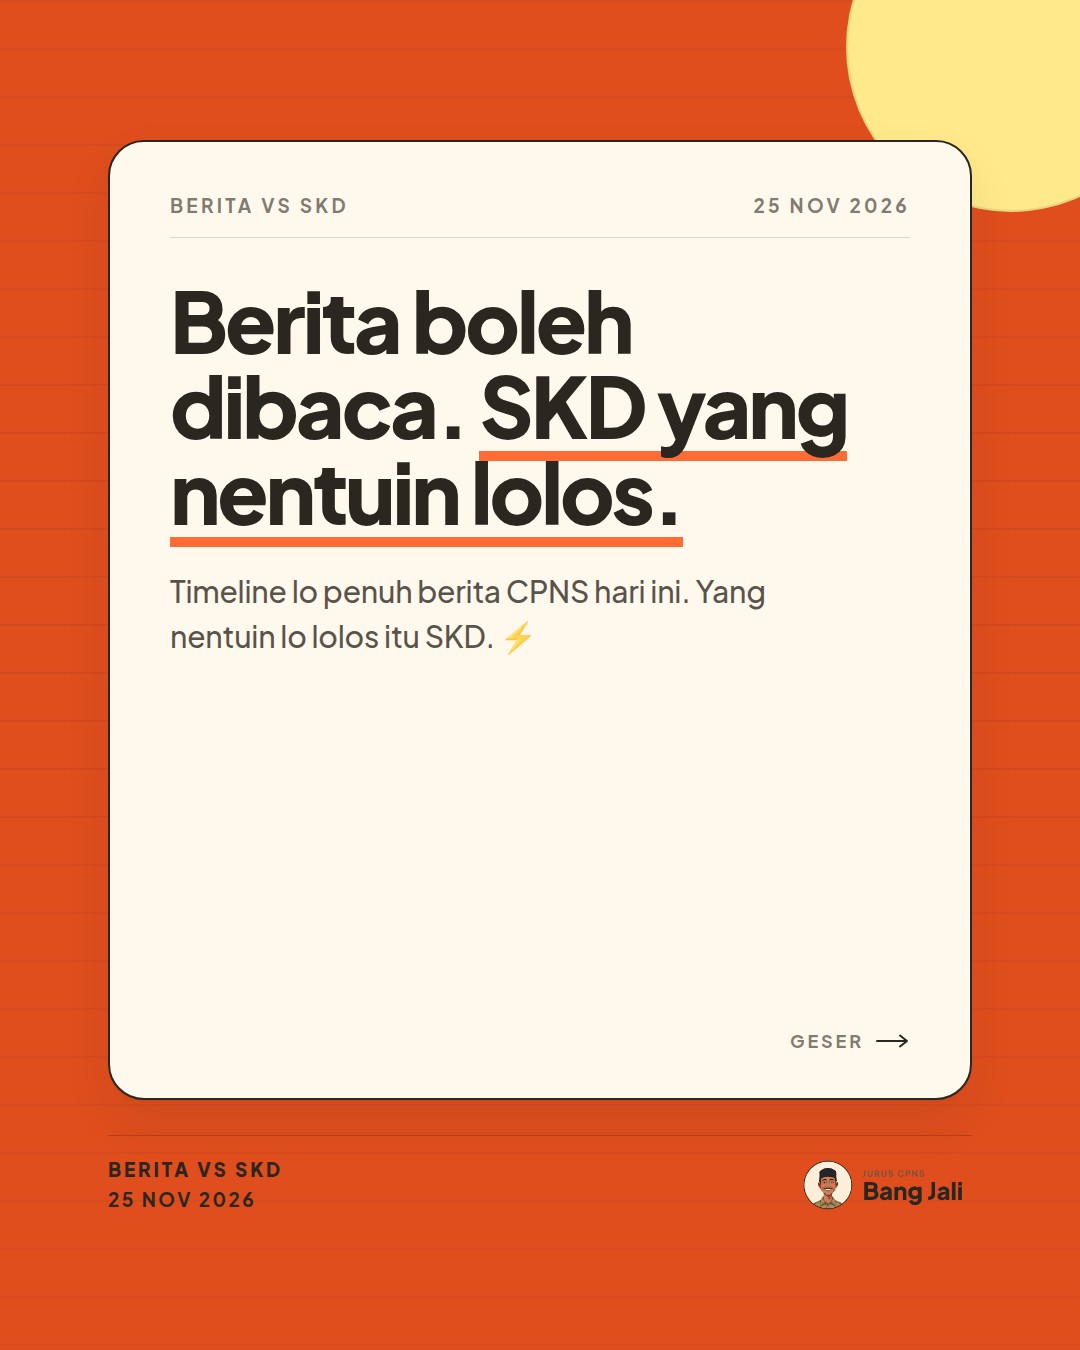 BERITA VS SKD
25 NOV 2026
Berita boleh
dibaca. SKD yang
nentuin lolos.
Timeline lo penuh berita CPNS hari ini. Yang
nentuin lo lolos itu SKD. ⚡
GESER →
BERITA VS SKD
25 NOV 2026
JURUS CPNS
Bang Jali